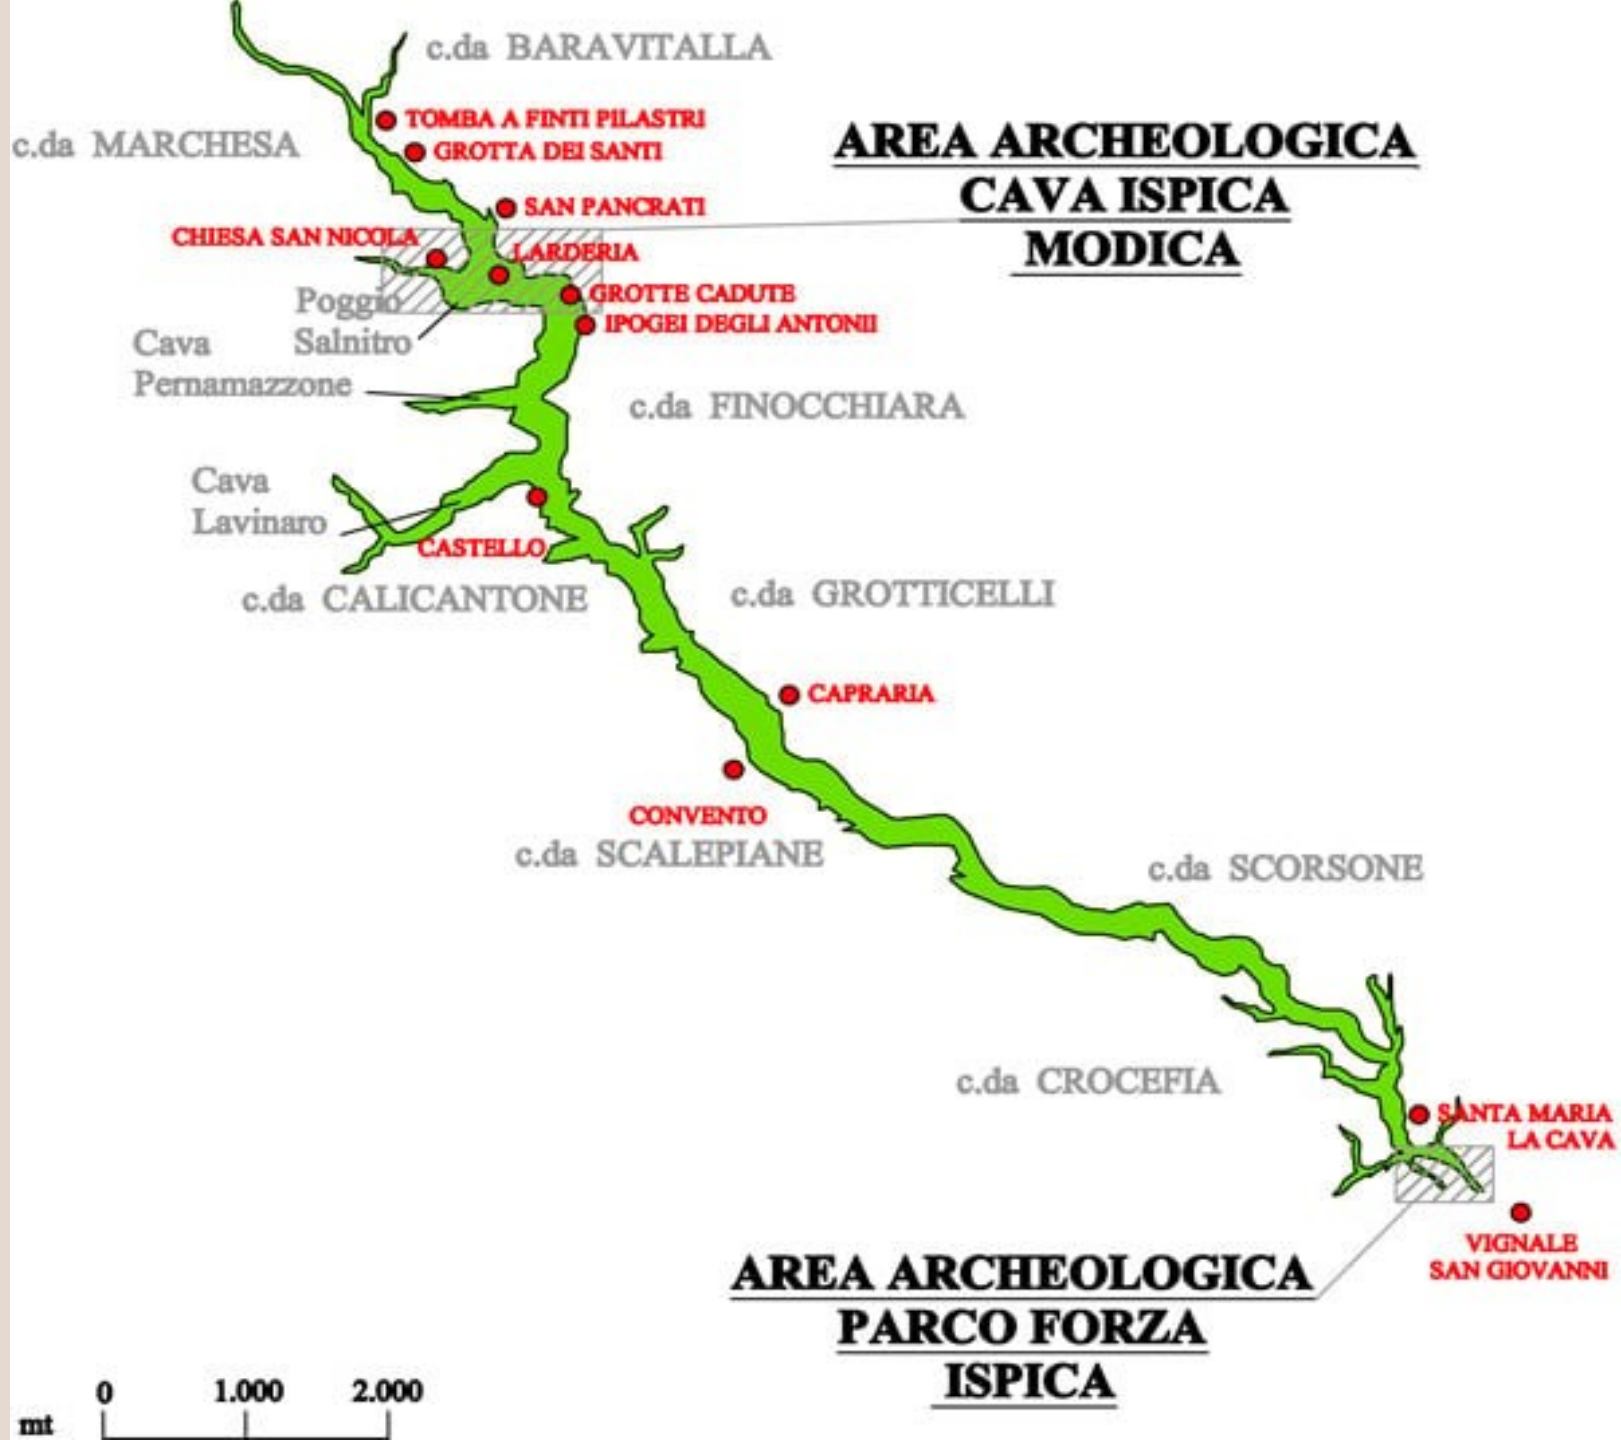 c.da BARAVITALLA
TOMBA A FINTI PILASTRI
c.da MARCHESA
GROTTA DEI SANTI
AREA ARCHEOLOGICA
CAVA ISPICA
MODICA
SAN PANCRATI
CHIESA SAN NICOLA
LARDERIA
GROTTE CADUTE
Poggio
Salnitro
IPOGEI DEGLI ANTONII
Cava
Pernamazzone
c.da FINOCCHIARA
Cava
Lavinaro
CASTELLO
c.da CALICANTONE
c.da GROTTICELLI
CAPRARIA
CONVENTO
c.da SCALEPIANE
c.da SCORSONE
c.da CROCEFIA
SANTA MARIA
LA CAVA
VIGNALE
SAN GIOVANNI
AREA ARCHEOLOGICA
PARCO FORZA
ISPICA
0 1.000 2.000
mt